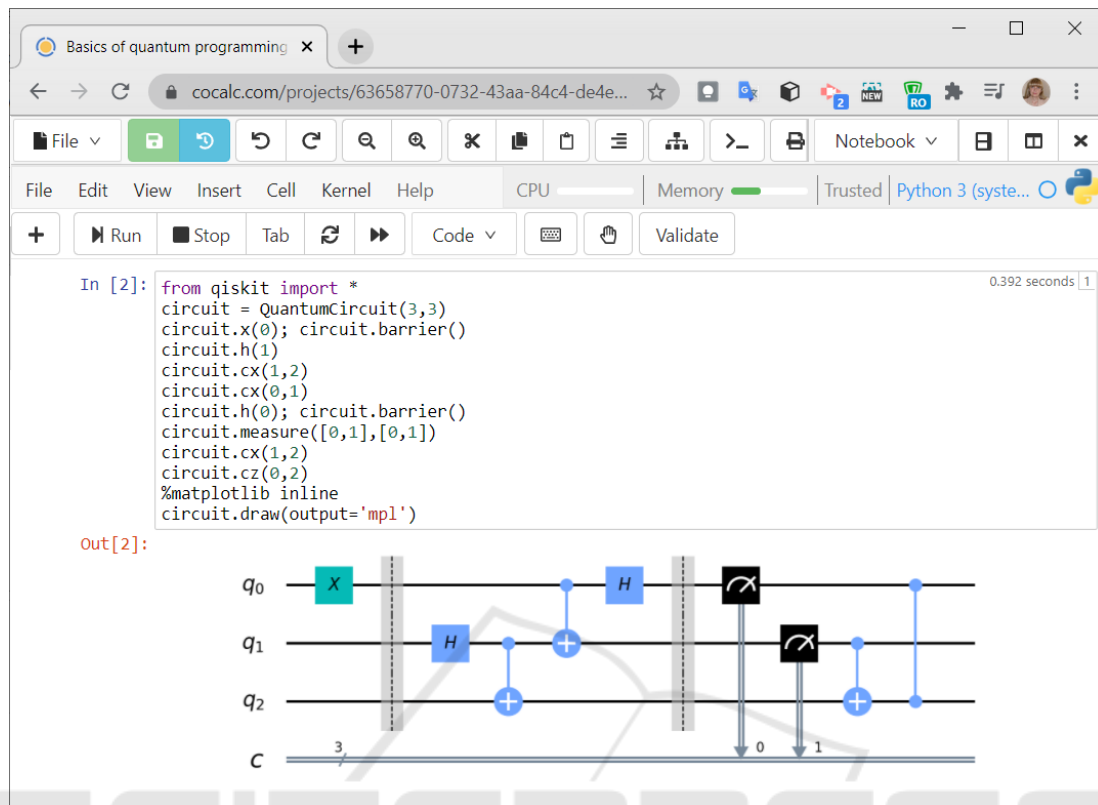 Basics of quantum programming
cocalc.com/projects/63658770-0732-43aa-84c4-de4e...
2
NEW
RO
File
Notebook
File Edit View Insert Cell Kernel Help CPU Memory Trusted Python 3 (syste...
Run Stop Tab Code Validate
In [2]:
0.392 seconds 1
from qiskit import *
circuit = QuantumCircuit(3,3)
circuit.x(0); circuit.barrier()
circuit.h(1)
circuit.cx(1,2)
circuit.cx(0,1)
circuit.h(0); circuit.barrier()
circuit.measure([0,1],[0,1])
circuit.cx(1,2)
circuit.cz(0,2)
%matplotlib inline
circuit.draw(output='mpl')
Out[2]:
q0 X H
q1 H
q2
C 3 0 1